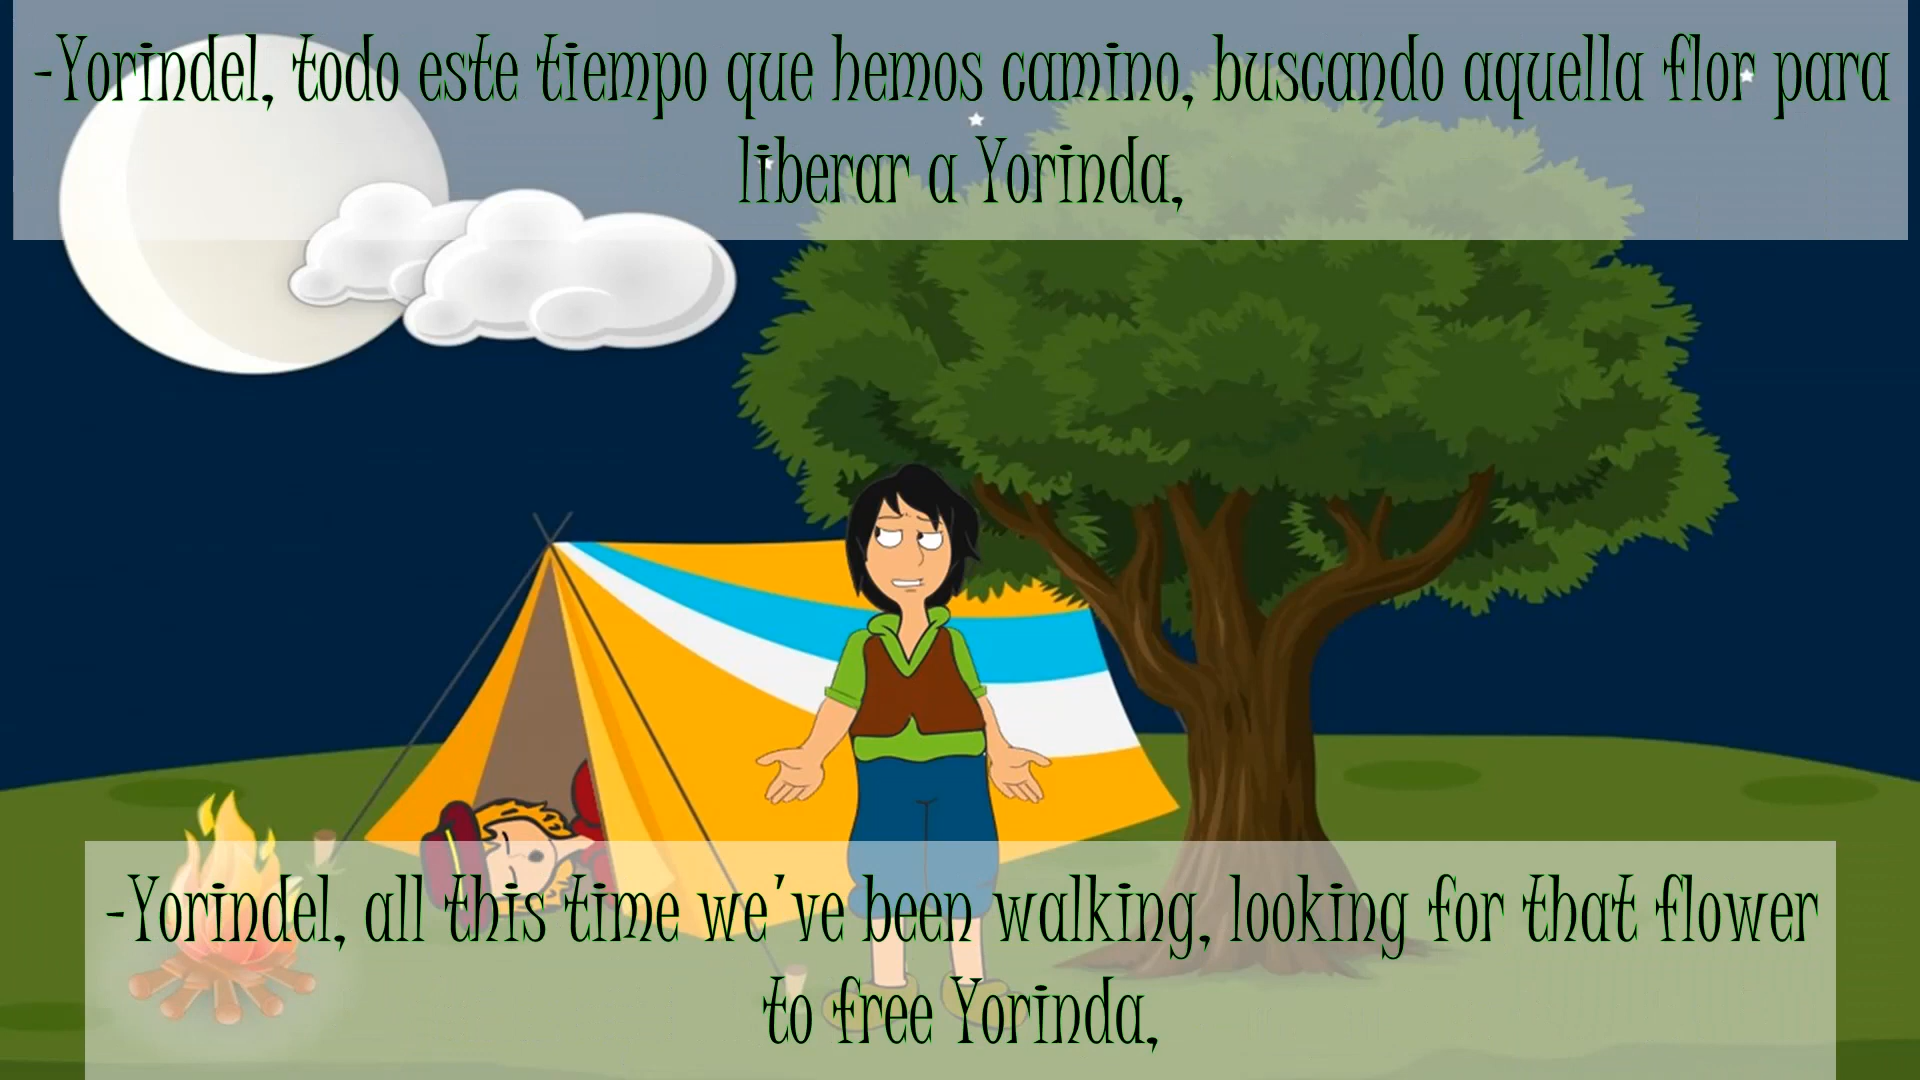 -Yorindel, todo este tiempo que hemos camino, buscando aquella flor para
liberar a Yorinda,
-Yorindel, all this time we've been walking, looking for that flower
to free Yorinda,